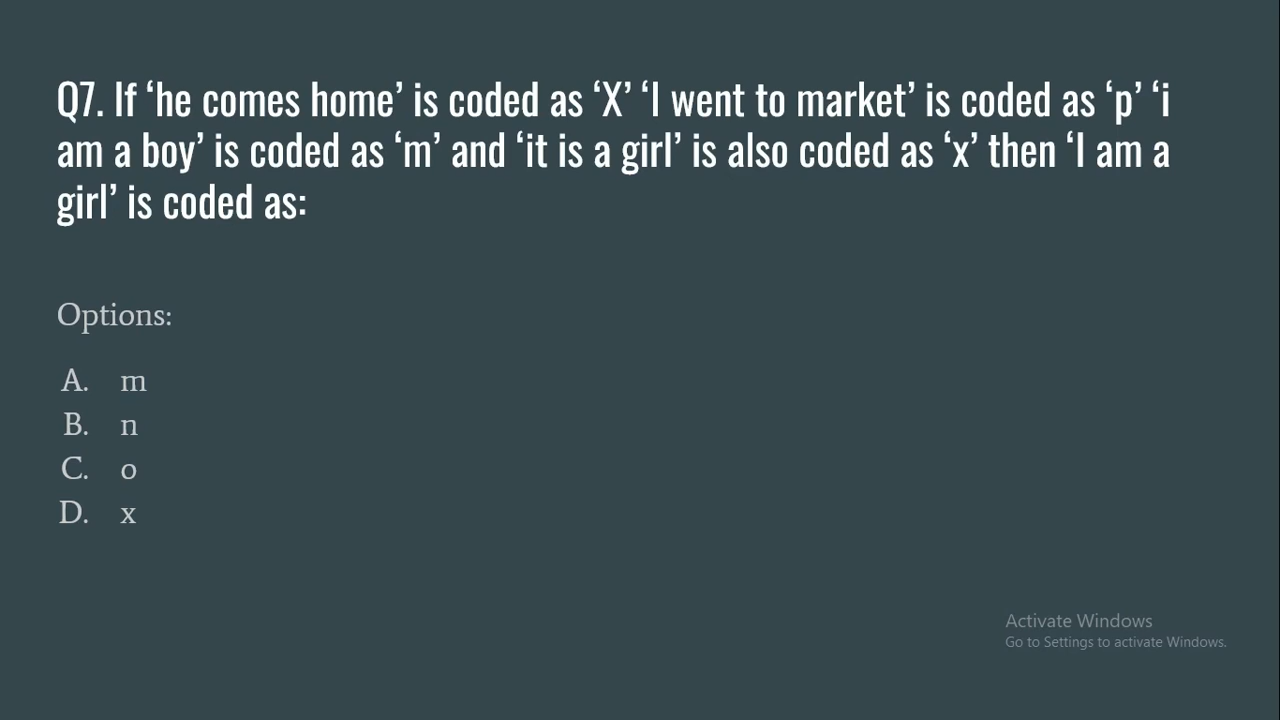 Q7. If ‘he comes home’ is coded as ‘X’ ‘I went to market’ is coded as ‘p’ ‘i
am a boy’ is coded as ‘m’ and ‘it is a girl’ is also coded as ‘x’ then ‘I am a
girl’ is coded as:
Options:
A. m
B. n
C. o
D. x
Activate Windows
Go to Settings to activate Windows.